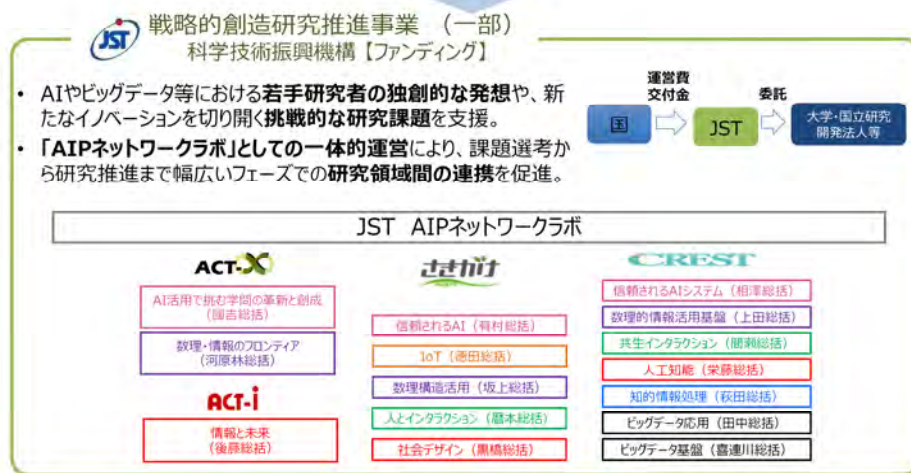 JST
戦略的創造研究推進事業 (一部)
科学技術振興機構【ファンディング】
• AIやビッグデータ等における若手研究者の独創的な発想や、新
たなイノベーションを切り開く挑戦的な研究課題を支援。
• 「AIPネットワークラボ」としての一体的運営により、課題選考か
ら研究推進まで幅広いフェーズでの研究領域間の連携を促進。
運営費
交付金
委託
国
JST
大学・国立研究
開発法人等
JST AIPネットワークラボ
ACT-X
AI活用で挑む学問の革新と創成
(國吉総括)
数理・情報のフロンティア
(河原林総括)
ACT-i
情報と未来
(後藤総括)
さきがけ
信頼されるAI (有村総括)
IoT (徳田総括)
数理構造活用 (坂上総括)
人とインタラクション (暦本総括)
社会デザイン (黒橋総括)
CREST
信頼されるAIシステム (相澤総括)
数理的情報活用基盤 (上田総括)
共生インタラクション (間瀬総括)
人工知能 (栄藤総括)
知的情報処理 (萩田総括)
ビッグデータ応用 (田中総括)
ビッグデータ基盤 (喜連川総括)